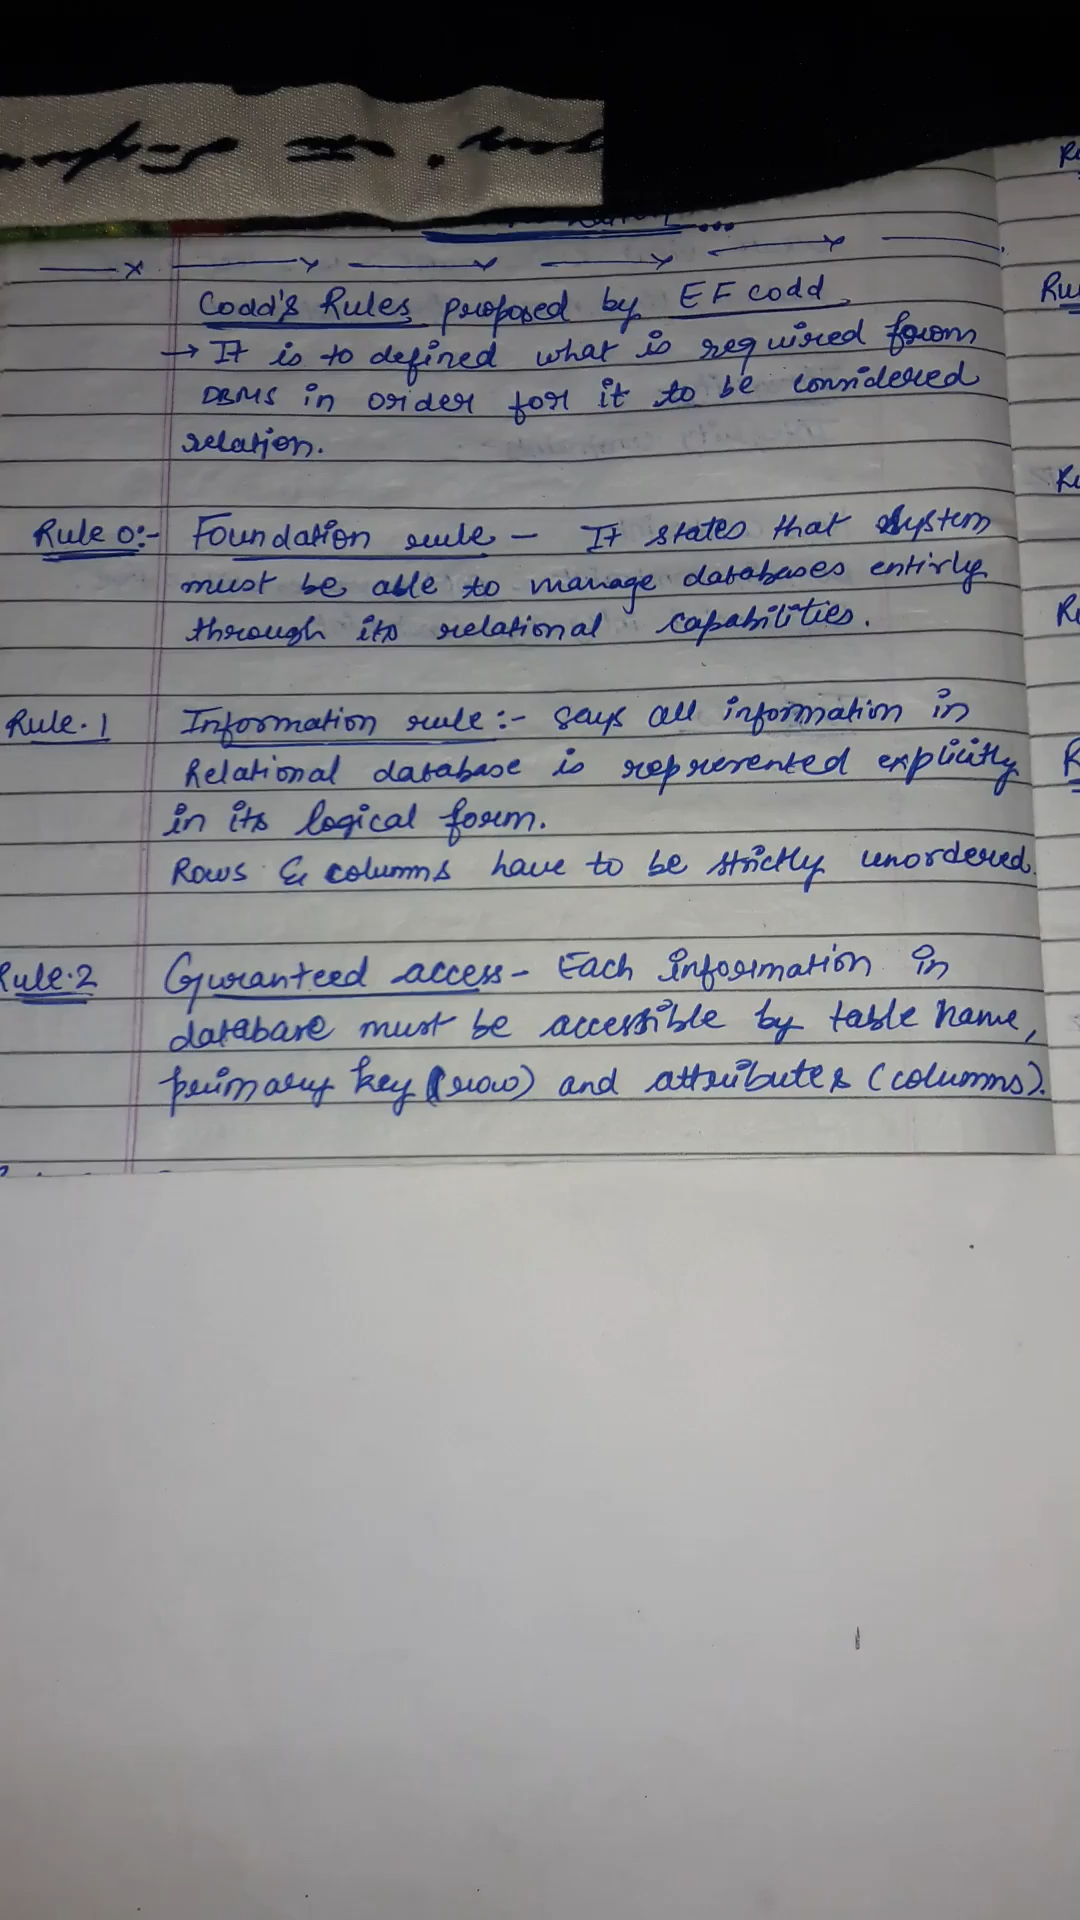 Codd's Rules proposed by EF codd
→ It is to defined what is required from
DBMS in order for it to be considered
relation.
Rule 0:- Foundation rule - It states that system
must be able to manage databases entirly
through its relational capabilities.
Rule. 1 Information rule:- says all information in
Relational database is represented explicitly
in its logical form.
Rows & columns have to be strictly unordered.
Rule.2 Guranteed access - Each information in
database must be accessible by table name,
primary key (row) and attributes (columns).